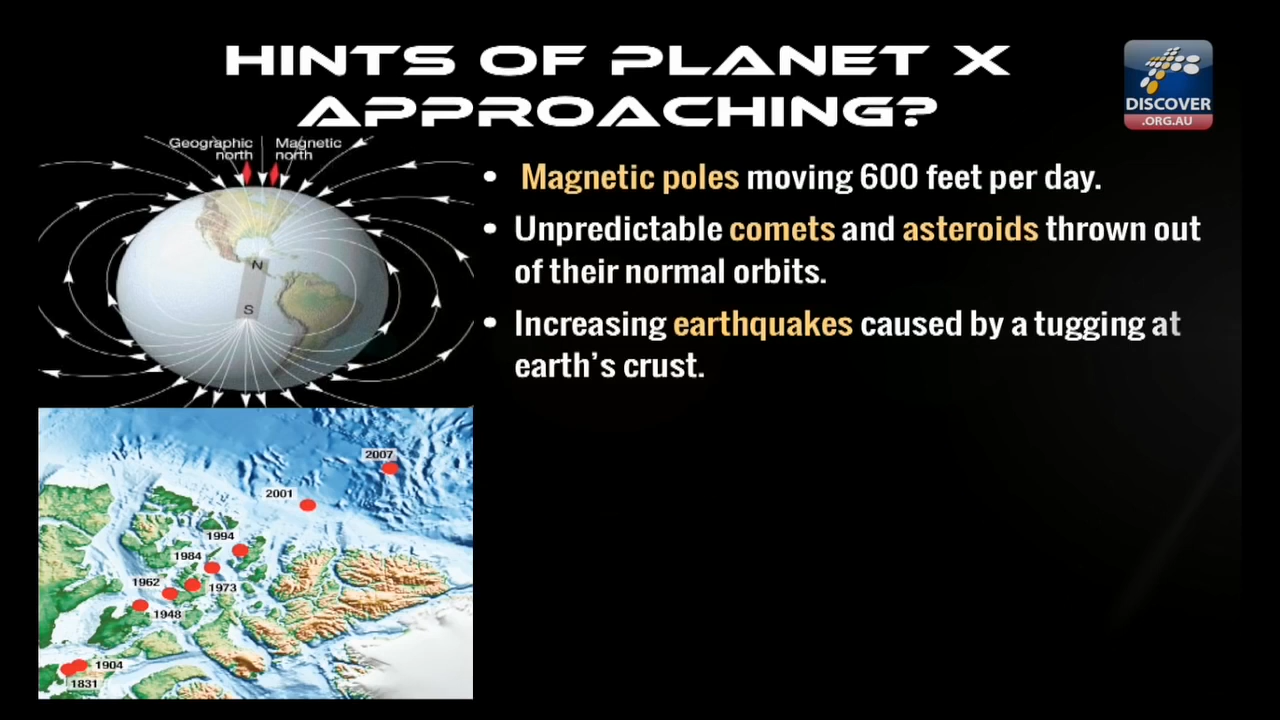 HINTS OF PLANET X
APPROACHING?
DISCOVER
.ORG.AU
Geographic
north
Magnetic
north
N
S
• Magnetic poles moving 600 feet per day.
• Unpredictable comets and asteroids thrown out
of their normal orbits.
• Increasing earthquakes caused by a tugging at
earth's crust.
2007
2001
1994
1984
1962
1973
1948
1904
1831